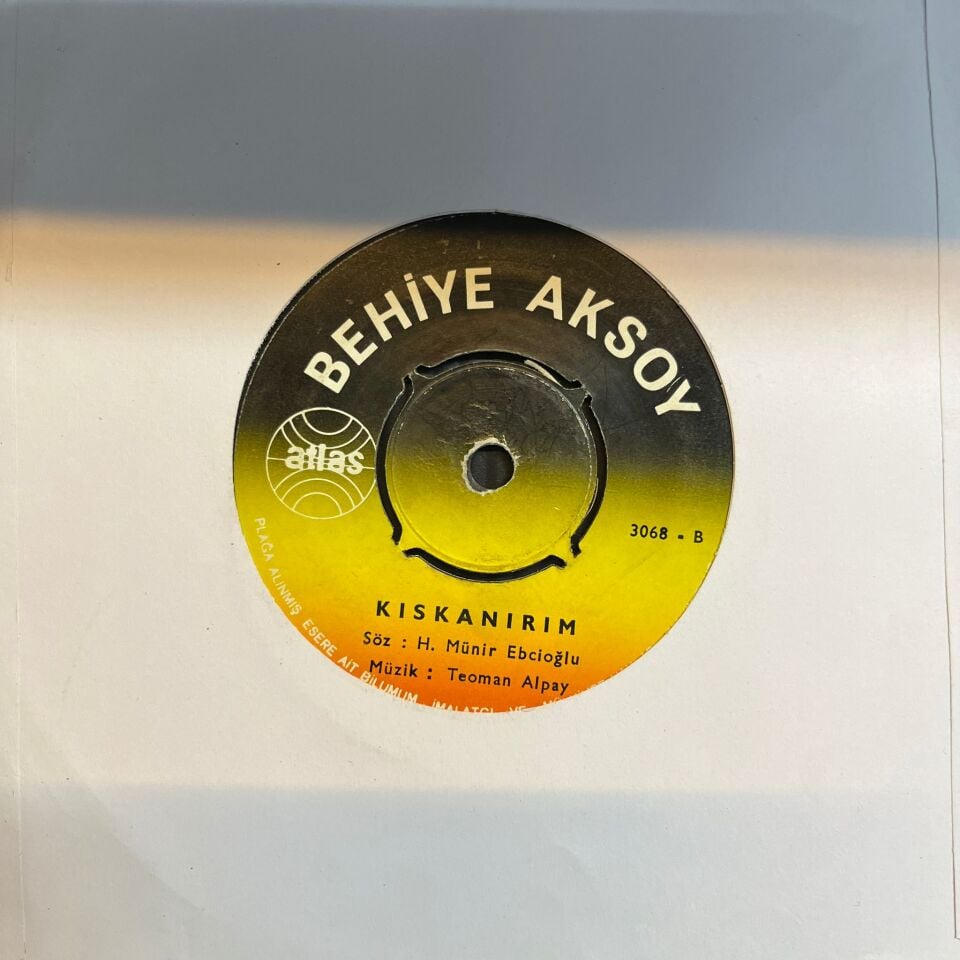 BEHİYE AKSOY
atlas
3068 - B
KISKANIRIM
Söz : H. Münir Ebcioğlu
Müzik : Teoman Alpay
PLAĞA ALINMIŞ ESERE AİT BİLUMUM İMALATÇI VE